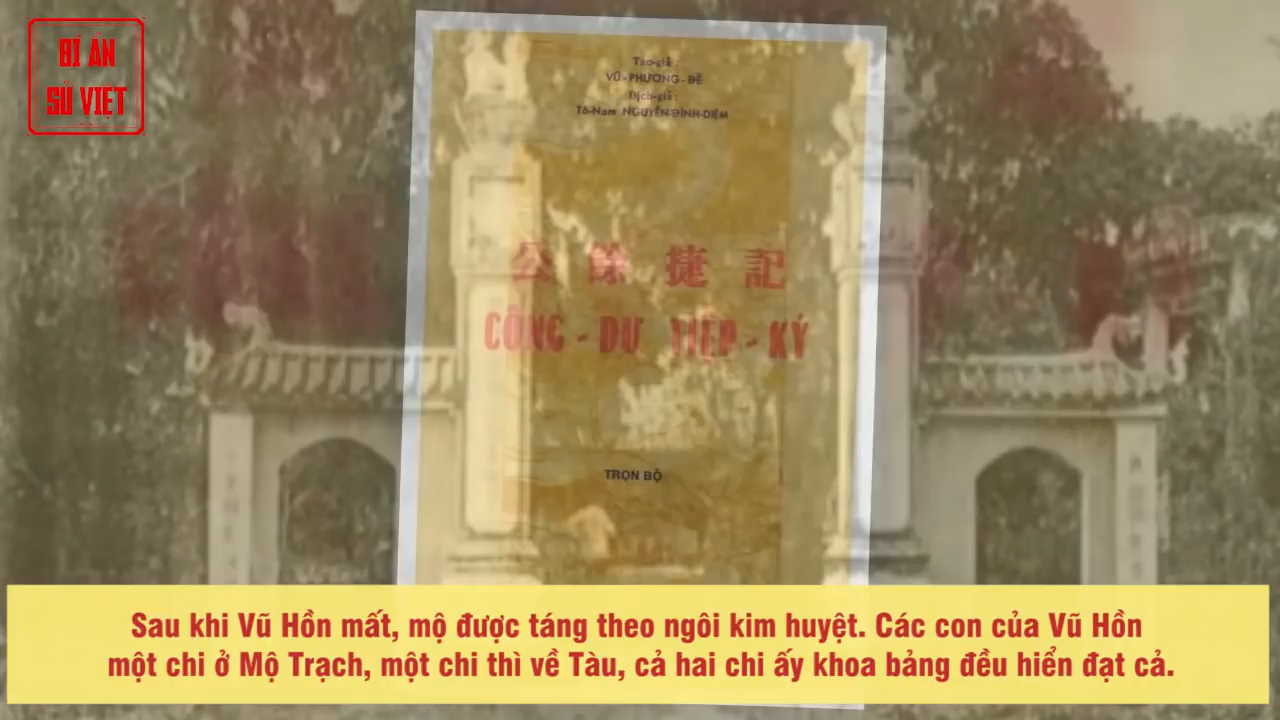 BÍ ẨN
SỬ VIỆT
Tác-giả :
VŨ-PHƯƠNG-ĐỀ
Dịch-giả :
Tô-Nam NGUYỄN-ĐÌNH-DIỆM
公餘捷記
CÔNG-DƯ TIỆP-KÝ
TRỌN BỘ
Sau khi Vũ Hồn mất, mộ được táng theo ngôi kim huyệt. Các con của Vũ Hồn
một chi ở Mộ Trạch, một chi thì về Tàu, cả hai chi ấy khoa bảng đều hiển đạt cả.